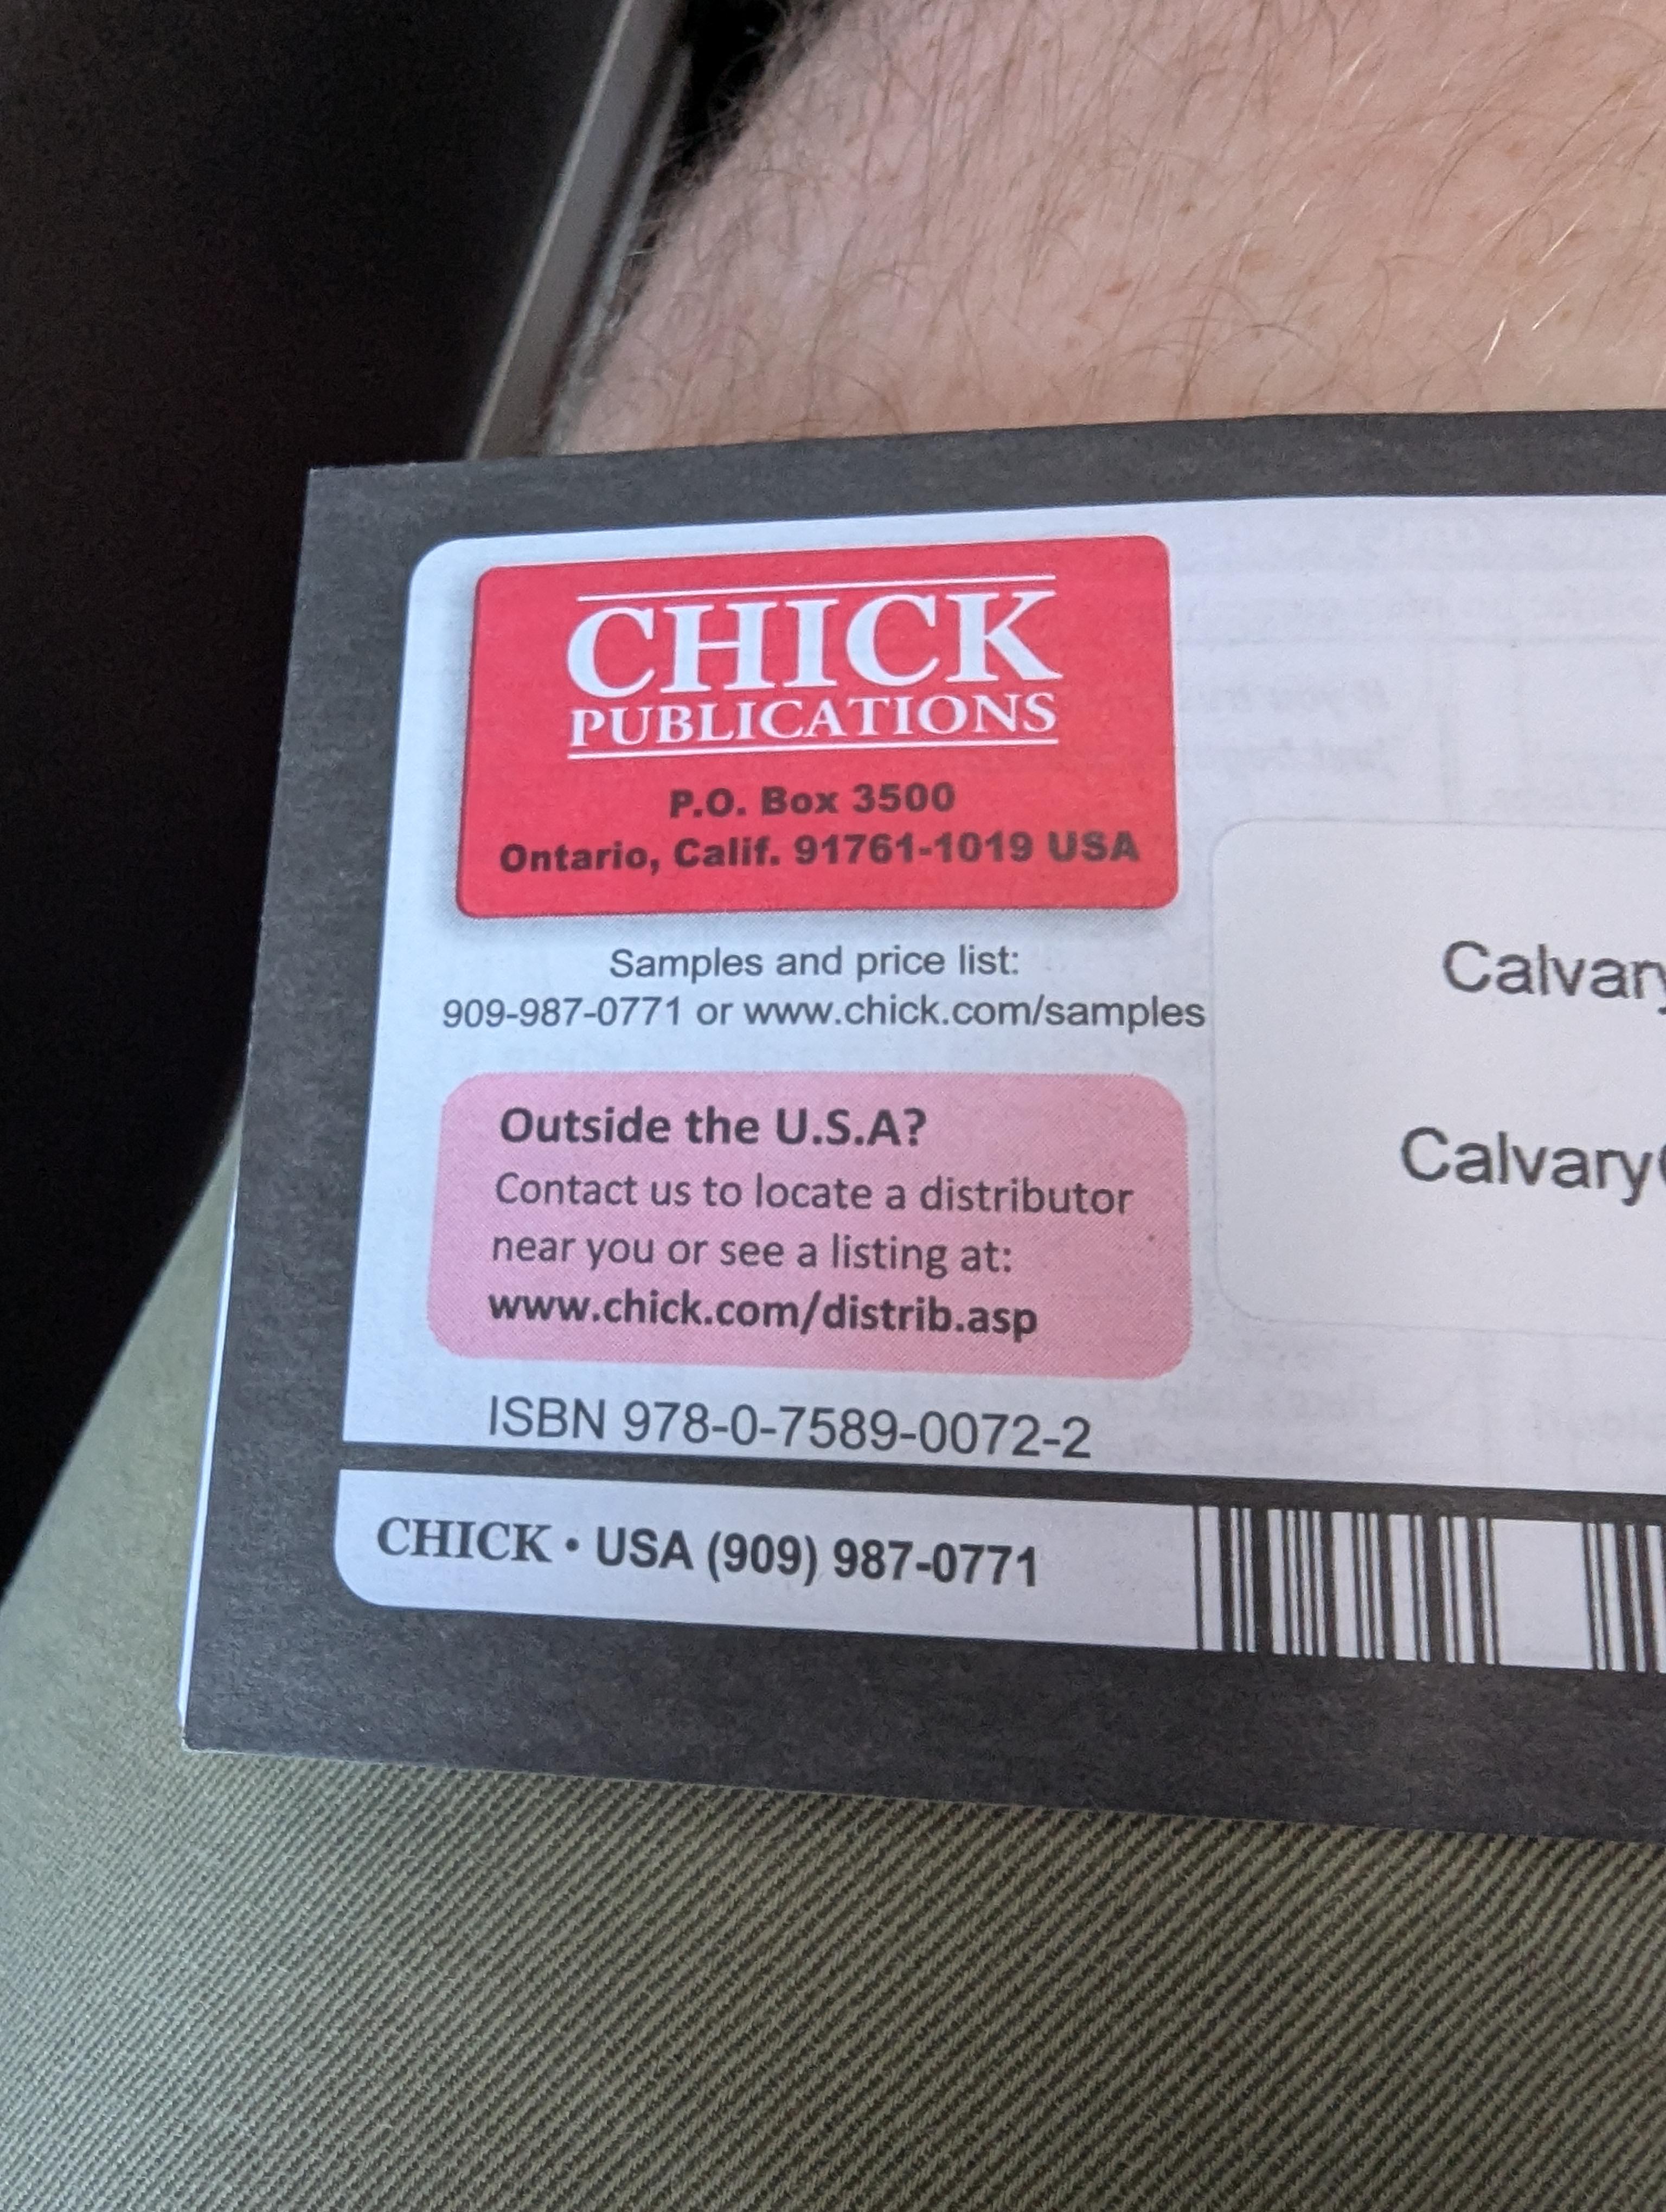 CHICK
PUBLICATIONS
P.O. Box 3500
Ontario, Calif. 91761-1019 USA
Samples and price list:
909-987-0771 or www.chick.com/samples
Outside the U.S.A?
Contact us to locate a distributor
near you or see a listing at:
www.chick.com/distrib.asp
ISBN 978-0-7589-0072-2
CHICK • USA (909) 987-0771
Calvary
Calvary